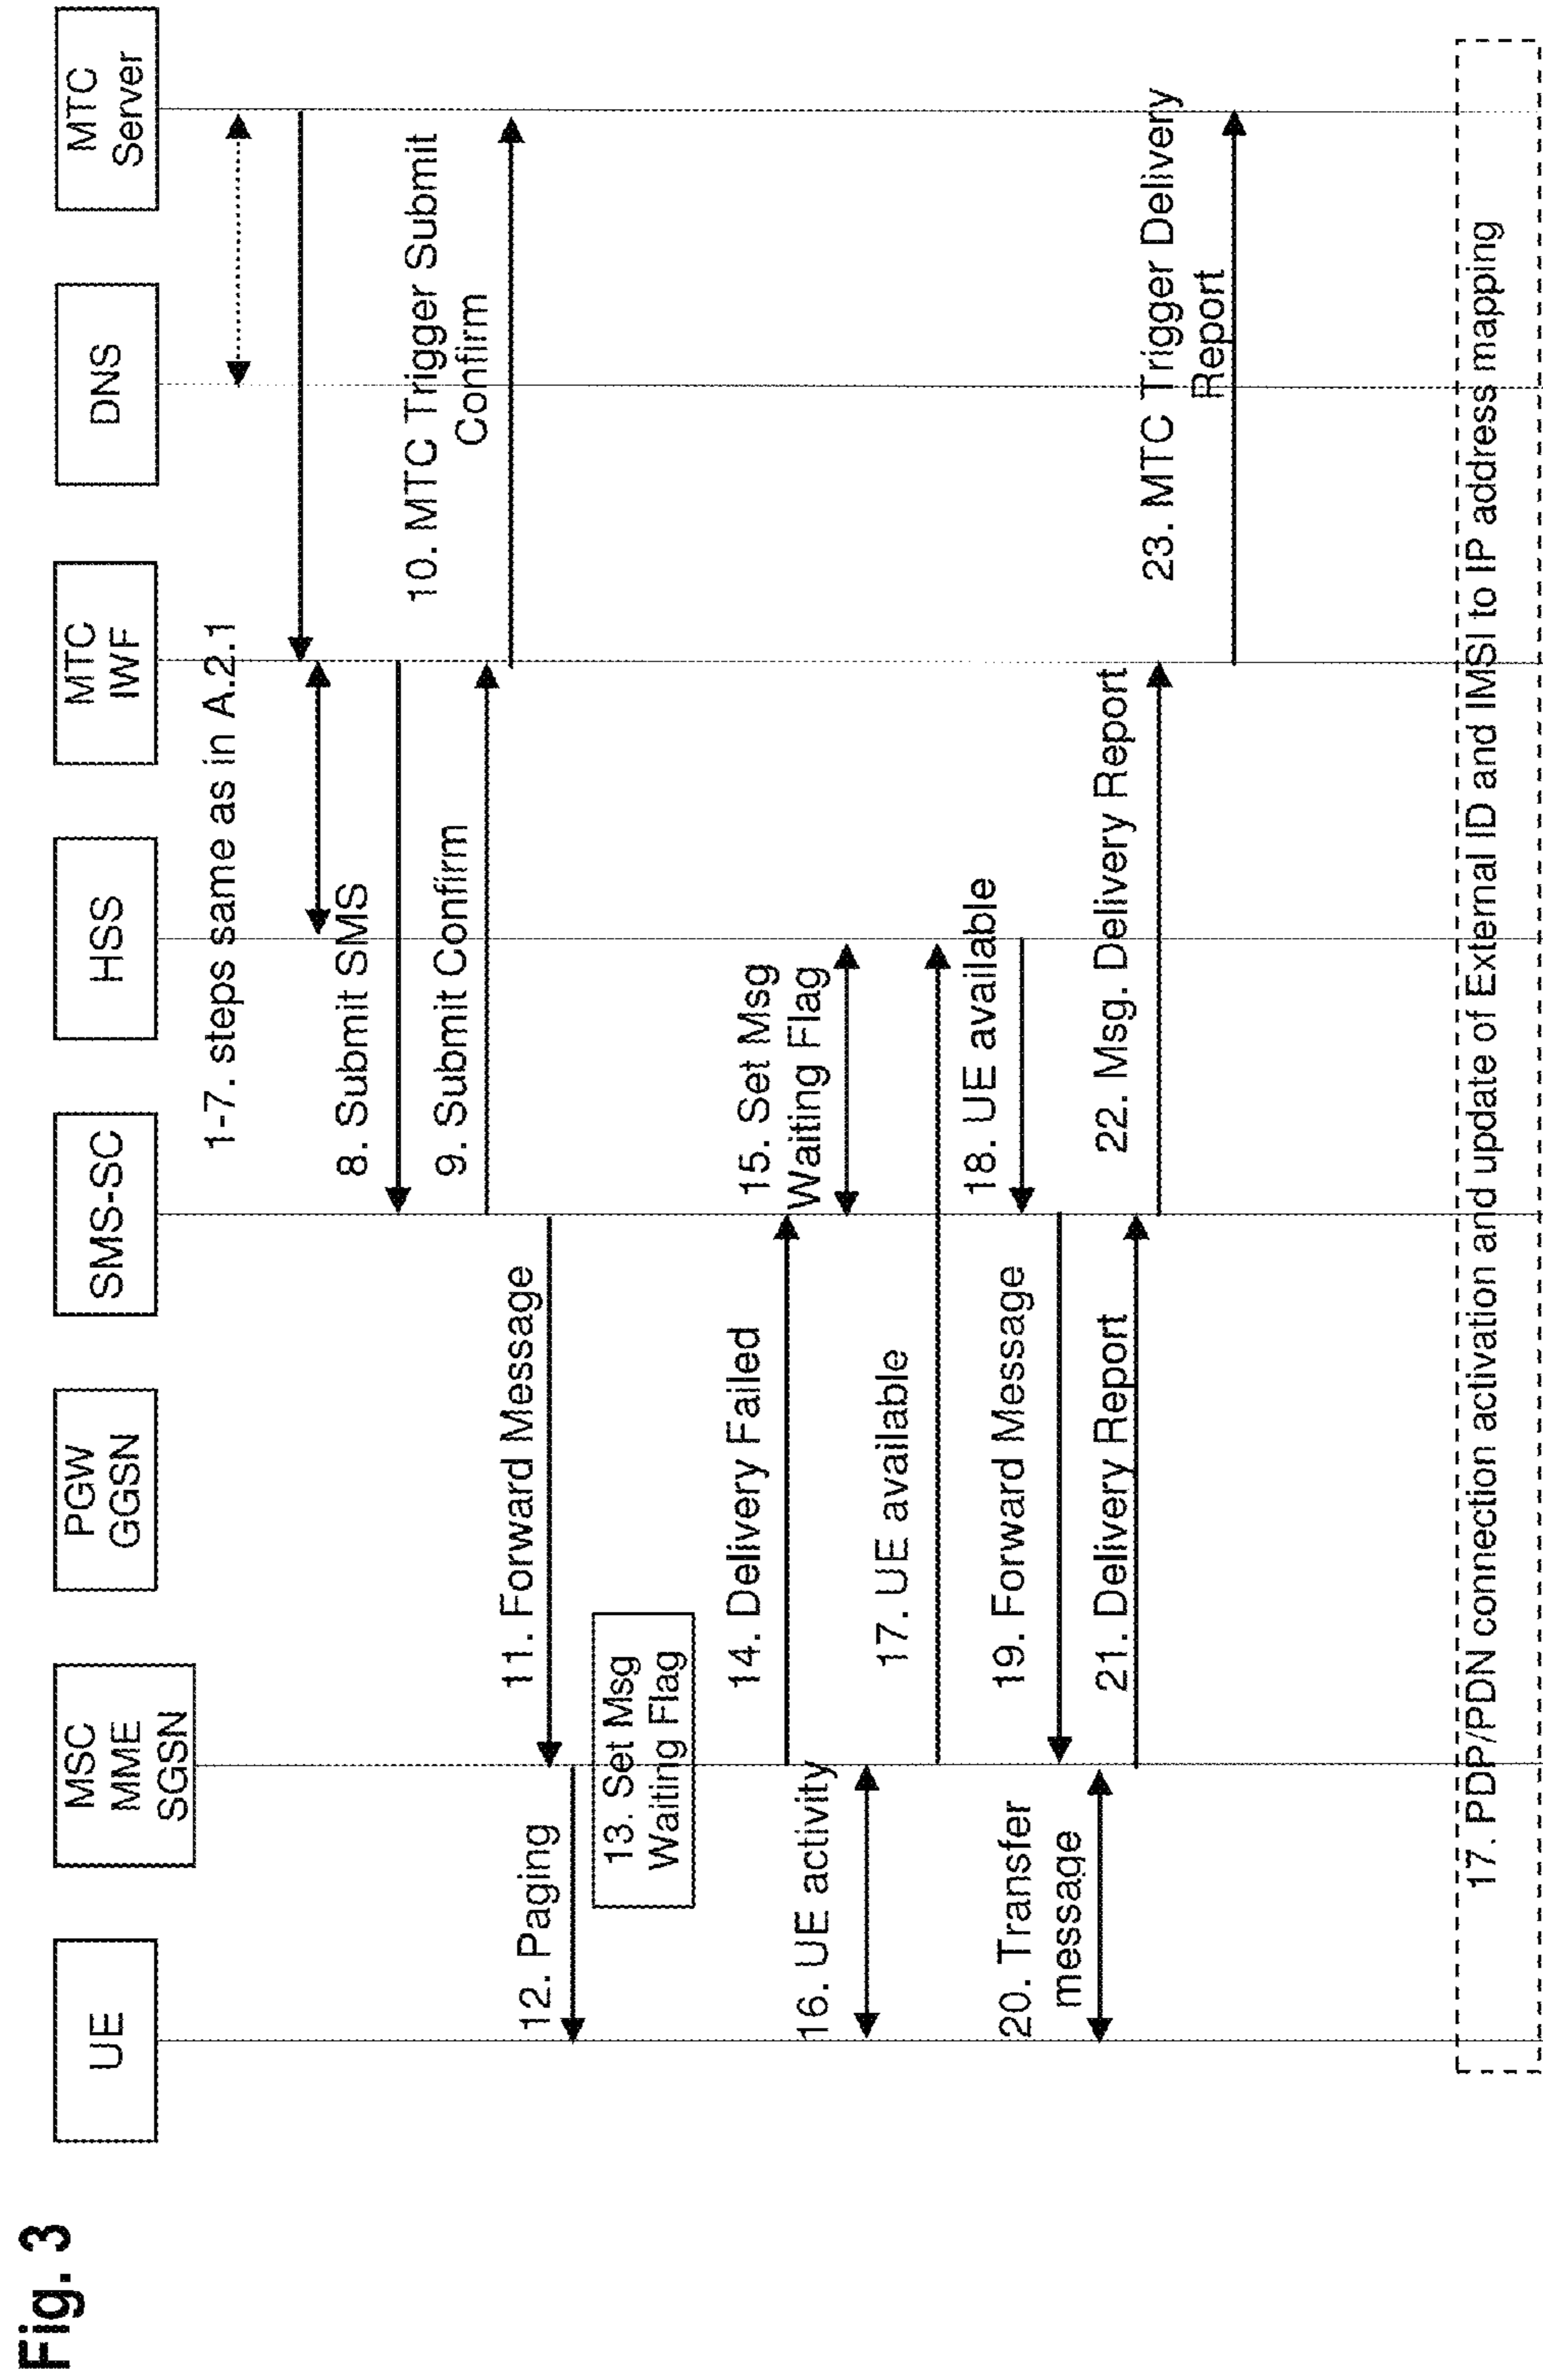 Fig. 3
UE
MSC
MME
SGSN
PGW
GGSN
SMS-SC
HSS
MTC
IWF
DNS
MTC
Server
1-7. steps same as in A.2.1
8. Submit SMS
9. Submit Confirm
10. MTC Trigger Submit
Confirm
11. Forward Message
12. Paging
13. Set Msg
Waiting Flag
14. Delivery Failed
15. Set Msg
Waiting Flag
16. UE activity
17. UE available
18. UE available
19. Forward Message
20. Transfer
message
21. Delivery Report
22. Msg. Delivery Report
23. MTC Trigger Delivery
Report
17. PDP/PDN connection activation and update of External ID and IMSI to IP address mapping